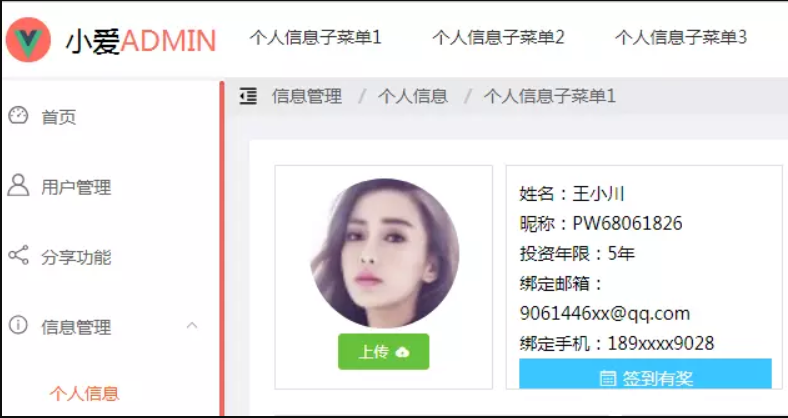 小爱ADMIN
个人信息子菜单1 个人信息子菜单2 个人信息子菜单3
信息管理 / 个人信息 / 个人信息子菜单1
首页
用户管理
分享功能
信息管理
个人信息
上传
姓名：王小川
昵称：PW68061826
投资年限：5年
绑定邮箱：
9061446xx@qq.com
绑定手机：189xxxx9028
签到有奖